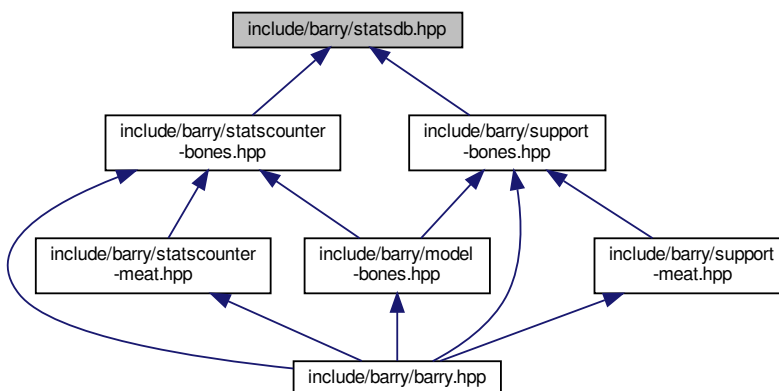 include/barry/statsdb.hpp
include/barry/statscounter
-bones.hpp
include/barry/support
-bones.hpp
include/barry/statscounter
-meat.hpp
include/barry/model
-bones.hpp
include/barry/support
-meat.hpp
include/barry/barry.hpp